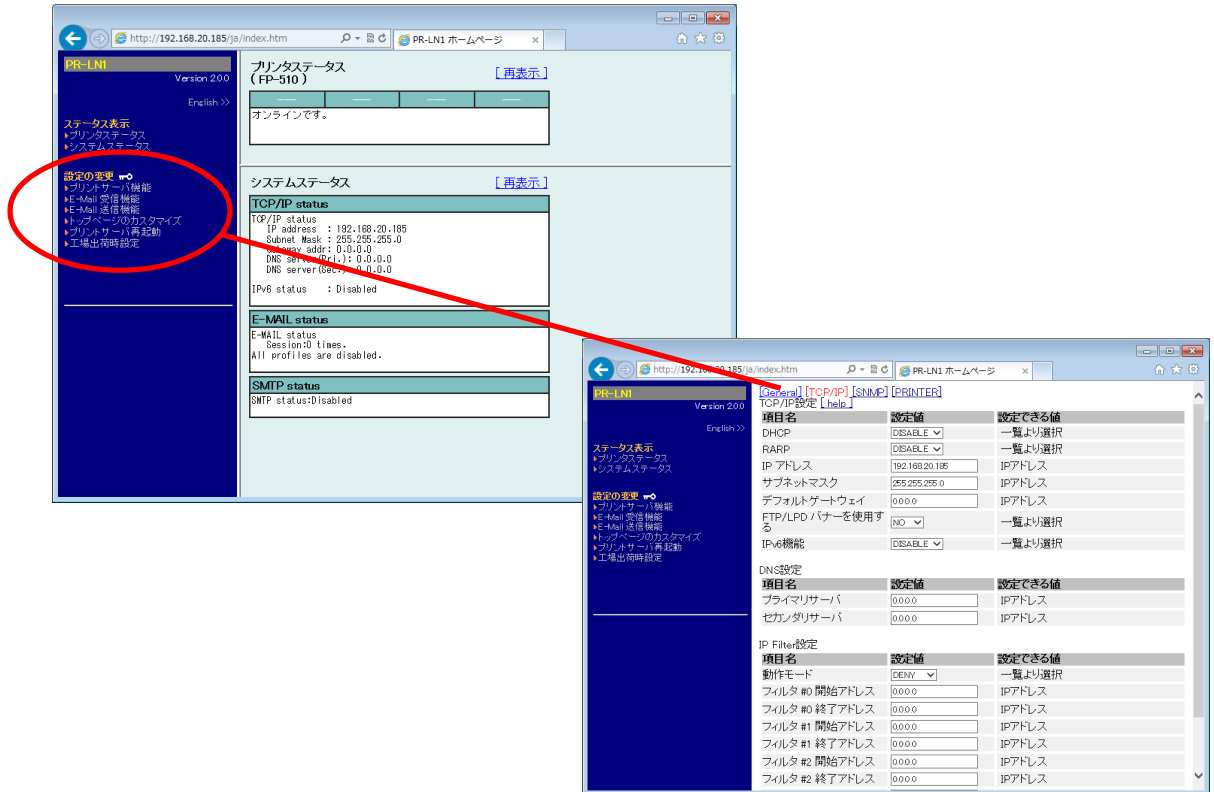 http://192.168.20.185/ja/index.htm
PR-LN1 ホームページ
PR-LN1
Version 2.0.0
English >>
ステータス表示
プリンタステータス
システムステータス
設定の変更
プリントサーバ機能
E-Mail 受信機能
E-Mail 送信機能
トップページのカスタマイズ
プリントサーバ再起動
工場出荷時設定
プリンタステータス
( FP-510 )
[ 再表示 ]
オンラインです。
システムステータス
[ 再表示 ]
TCP/IP status
TCP/IP status
IP address : 192.168.20.185
Subnet Mask : 255.255.255.0
Gateway addr: 0.0.0.0
DNS server(Pri.): 0.0.0.0
DNS server(Sec.): 0.0.0.0
IPv6 status : Disabled
E-MAIL status
E-MAIL status
Session:0 times.
All profiles are disabled.
SMTP status
SMTP status:Disabled
http://192.168.20.185/ja/index.htm
PR-LN1 ホームページ
PR-LN1
Version 2.0.0
English >>
ステータス表示
プリンタステータス
システムステータス
設定の変更
プリントサーバ機能
E-Mail 受信機能
E-Mail 送信機能
トップページのカスタマイズ
プリントサーバ再起動
工場出荷時設定
[General] [TCP/IP] [SNMP] [PRINTER]
TCP/IP設定 [ help ]
項目名 設定値 設定できる値
DHCP DISABLE 一覧より選択
RARP DISABLE 一覧より選択
IP アドレス 192.168.20.185 IPアドレス
サブネットマスク 255.255.255.0 IPアドレス
デフォルトゲートウェイ 0.0.0.0 IPアドレス
FTP/LPD バナーを使用す
る NO 一覧より選択
IPv6機能 DISABLE 一覧より選択
DNS設定
項目名 設定値 設定できる値
プライマリサーバ 0.0.0.0 IPアドレス
セカンダリサーバ 0.0.0.0 IPアドレス
IP Filter設定
項目名 設定値 設定できる値
動作モード DENY 一覧より選択
フィルタ #0 開始アドレス 0.0.0.0 IPアドレス
フィルタ #0 終了アドレス 0.0.0.0 IPアドレス
フィルタ #1 開始アドレス 0.0.0.0 IPアドレス
フィルタ #1 終了アドレス 0.0.0.0 IPアドレス
フィルタ #2 開始アドレス 0.0.0.0 IPアドレス
フィルタ #2 終了アドレス 0.0.0.0 IPアドレス